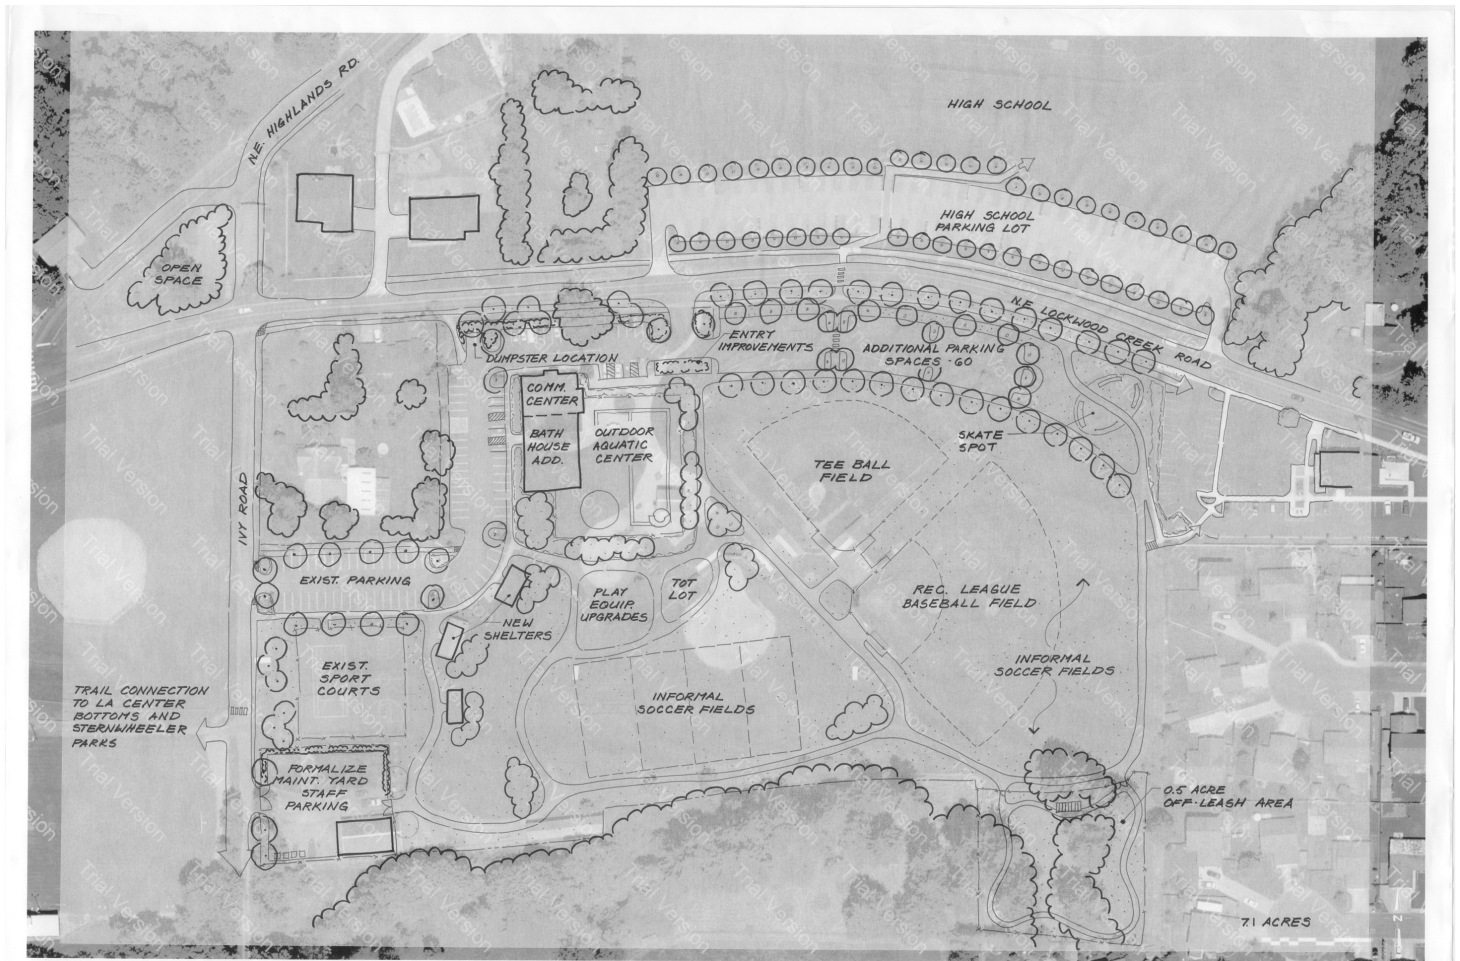 HIGH SCHOOL
N.E. HIGHLANDS RD.
HIGH SCHOOL
PARKING LOT
OPEN
SPACE
N.E. LOCKWOOD CREEK ROAD
ENTRY
IMPROVEMENTS
ADDITIONAL PARKING
SPACES - 60
DUMPSTER LOCATION
COMM.
CENTER
BATH
HOUSE
ADD.
OUTDOOR
AQUATIC
CENTER
SKATE
SPOT
TEE BALL
FIELD
IVY ROAD
EXIST. PARKING
PLAY
EQUIP.
UPGRADES
TOT
LOT
REC. LEAGUE
BASEBALL FIELD
NEW
SHELTERS
EXIST.
SPORT
COURTS
INFORMAL
SOCCER FIELDS
INFORMAL
SOCCER FIELDS
TRAIL CONNECTION
TO LA CENTER
BOTTOMS AND
STERNWHEELER
PARKS
FORMALIZE
MAINT. YARD
STAFF
PARKING
0.5 ACRE
OFF-LEASH AREA
7.1 ACRES
N
Trial Version